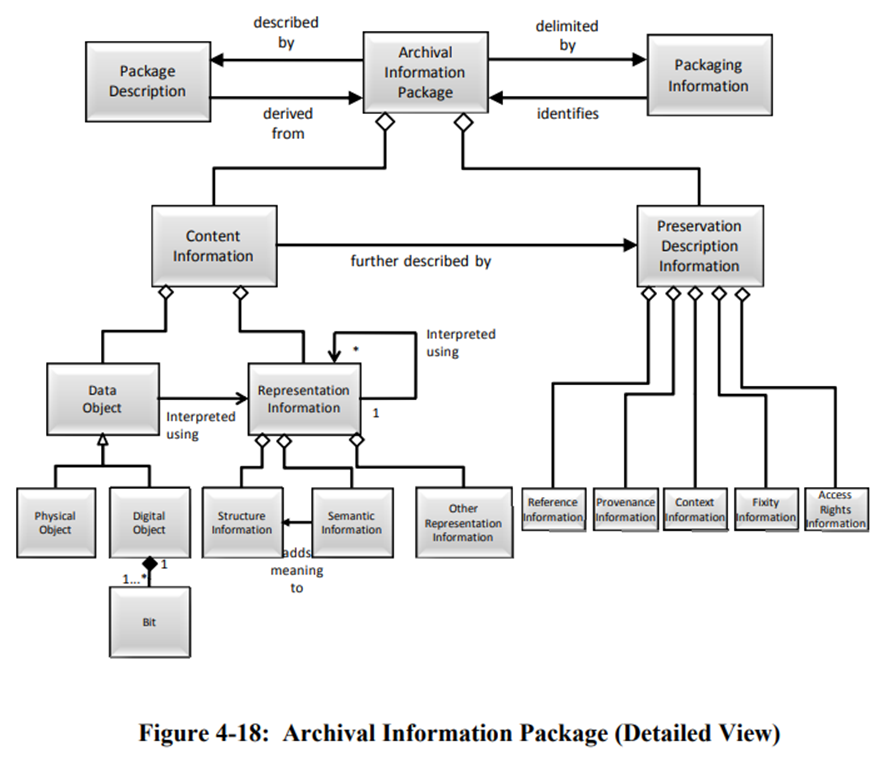 described
by
delimited
by
Package
Description
Archival
Information
Package
Packaging
Information
derived
from
identifies
Content
Information
further described by
Preservation
Description
Information
Data
Object
Interpreted
using
Representation
Information
*
1
Interpreted
using
Physical
Object
Digital
Object
Structure
Information
Semantic
Information
adds
meaning
to
Other
Representation
Information
Reference
Information
Provenance
Information
Context
Information
Fixity
Information
Access
Rights
Information
1
1...*
Bit
Figure 4-18: Archival Information Package (Detailed View)